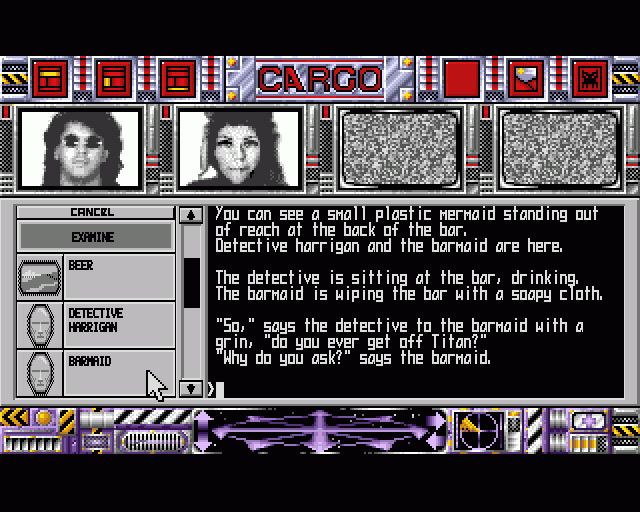 CARGO
CANCEL
EXAMINE
BEER
DETECTIVE
HARRIGAN
BARMAID
You can see a small plastic mermaid standing out
of reach at the back of the bar.
Detective harrigan and the barmaid are here.
The detective is sitting at the bar, drinking.
The barmaid is wiping the bar with a soapy cloth.
"So," says the detective to the barmaid with a
grin, "do you ever get off Titan?"
"Why do you ask?" says the barmaid.
>